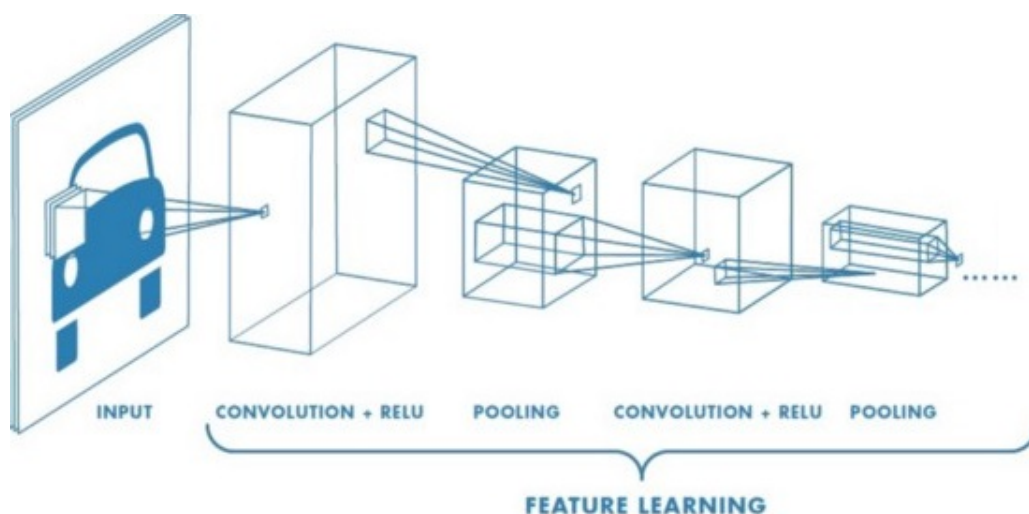 INPUT CONVOLUTION + RELU POOLING CONVOLUTION + RELU POOLING
FEATURE LEARNING